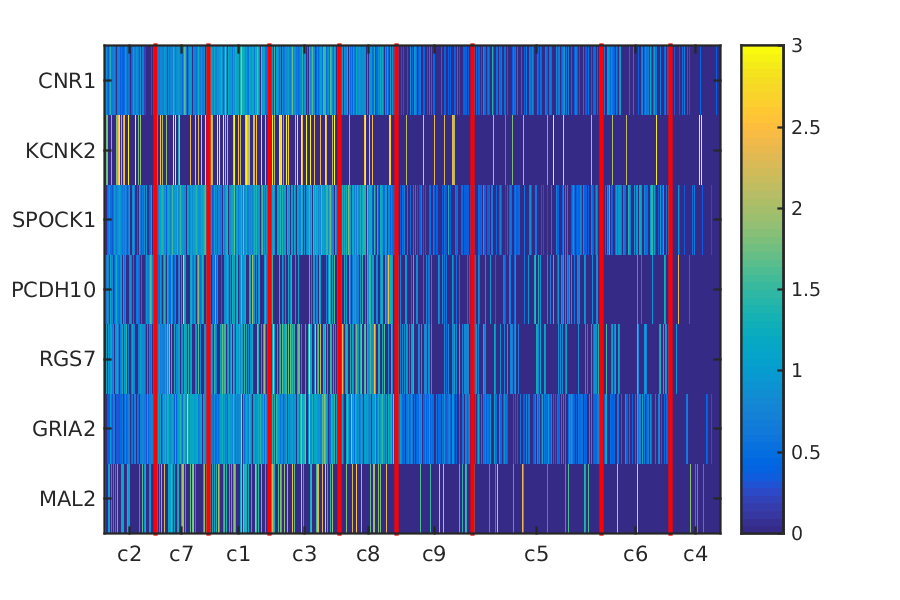 CNR1
KCNK2
SPOCK1
PCDH10
RGS7
GRIA2
MAL2
c2 c7 c1 c3 c8 c9 c5 c6 c4
3
2.5
2
1.5
1
0.5
0